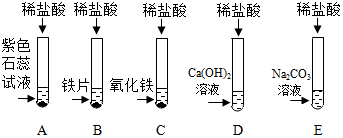 稀盐酸 稀盐酸 稀盐酸 稀盐酸 稀盐酸
紫色
石蕊
试液
铁片
氧化铁
Ca(OH)₂
溶液
Na₂CO₃
溶液
A B C D E